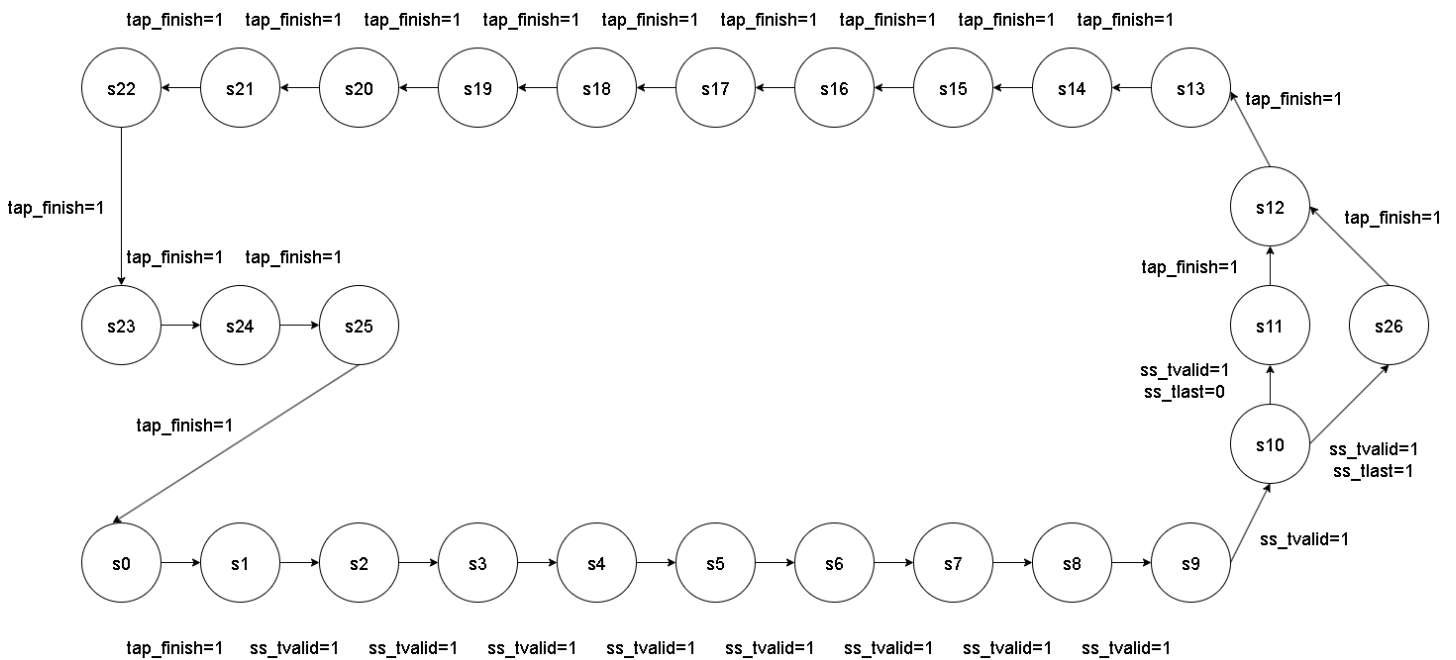 tap_finish=1 tap_finish=1 tap_finish=1 tap_finish=1 tap_finish=1 tap_finish=1 tap_finish=1 tap_finish=1 tap_finish=1
s22 s21 s20 s19 s18 s17 s16 s15 s14 s13
tap_finish=1
tap_finish=1 s12 tap_finish=1
tap_finish=1 tap_finish=1 tap_finish=1
s23 s24 s25 s11 s26
ss_tvalid=1
ss_tlast=0
tap_finish=1 s10
ss_tvalid=1
ss_tlast=1
ss_tvalid=1
s0 s1 s2 s3 s4 s5 s6 s7 s8 s9
tap_finish=1 ss_tvalid=1 ss_tvalid=1 ss_tvalid=1 ss_tvalid=1 ss_tvalid=1 ss_tvalid=1 ss_tvalid=1 ss_tvalid=1